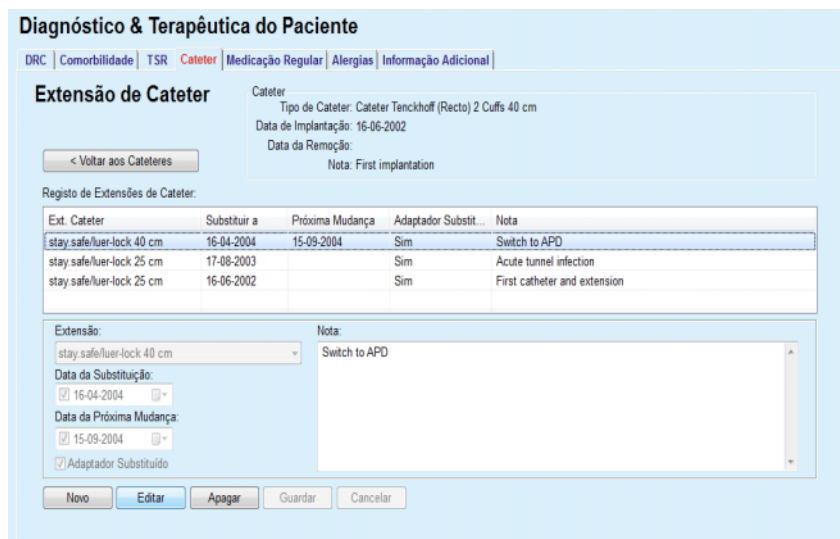 Diagnóstico & Terapêutica do Paciente
DRC Comorbilidade TSR Cateter Medicação Regular Alergias Informação Adicional
Extensão de Cateter
Cateter
Tipo de Cateter: Cateter Tenckhoff (Recto) 2 Cuffs 40 cm
Data de Implantação: 16-06-2002
Data da Remoção:
Nota: First implantation
< Voltar aos Cateteres
Registo de Extensões de Cateter:
Ext. Cateter Substituir a Próxima Mudança Adaptador Substit... Nota
stay.safe/luer-lock 40 cm 16-04-2004 15-09-2004 Sim Switch to APD
stay.safe/luer-lock 25 cm 17-08-2003 Sim Acute tunnel infection
stay.safe/luer-lock 25 cm 16-06-2002 Sim First catheter and extension
Extensão: Nota:
stay.safe/luer-lock 40 cm Switch to APD
Data da Substituição:
16-04-2004
Data da Próxima Mudança:
15-09-2004
Adaptador Substituído
Novo Editar Apagar Guardar Cancelar